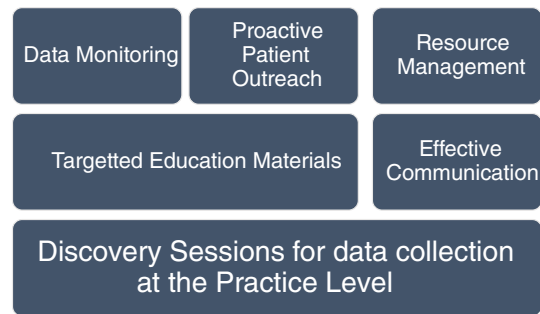 Data Monitoring
Proactive
Patient
Outreach
Resource
Management
Targetted Education Materials
Effective
Communication
Discovery Sessions for data collection
at the Practice Level